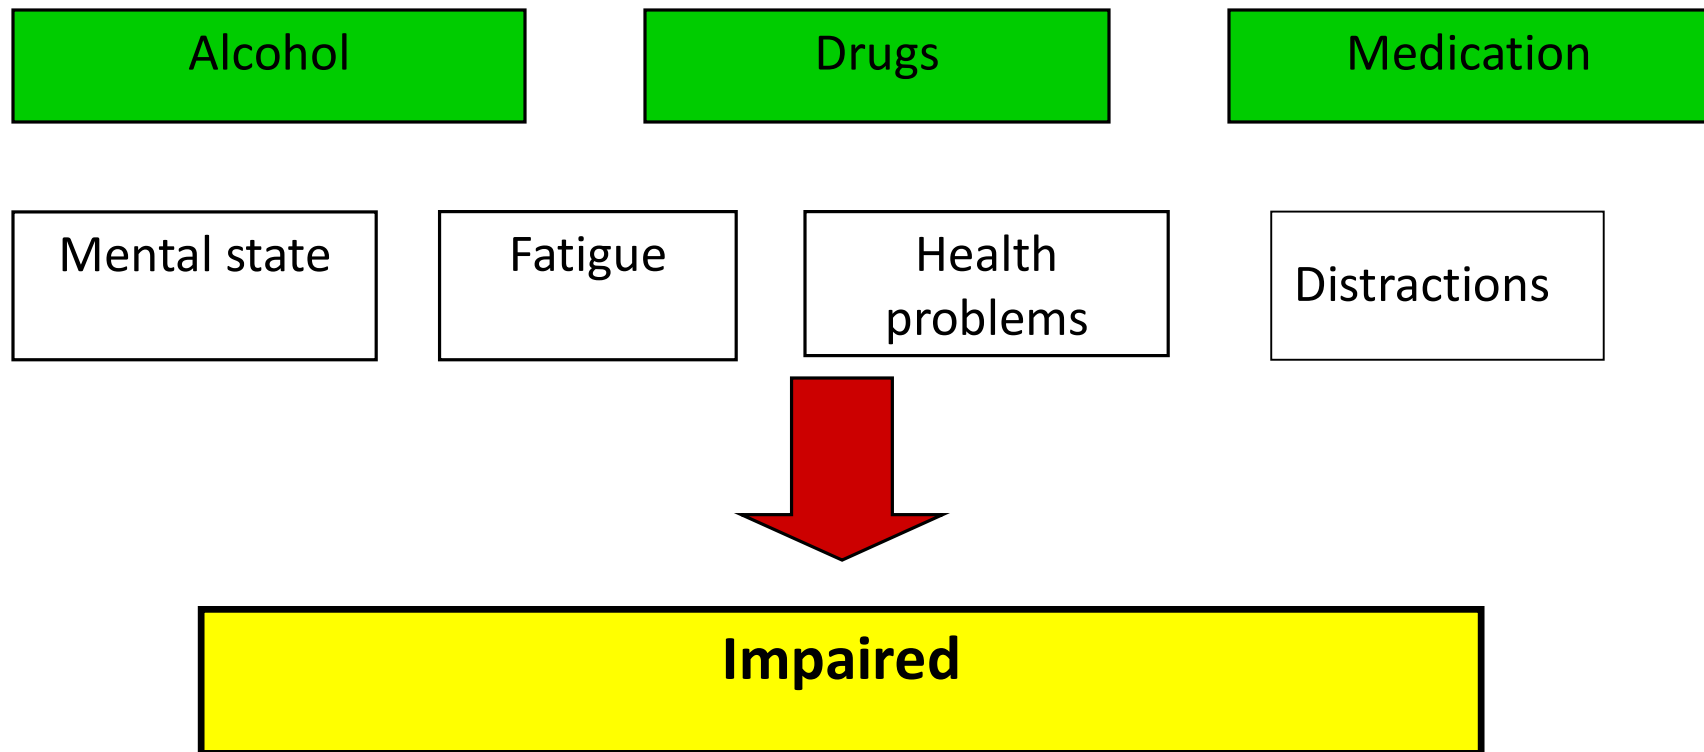 Alcohol
Drugs
Medication
Mental state
Fatigue
Health
problems
Distractions
Impaired